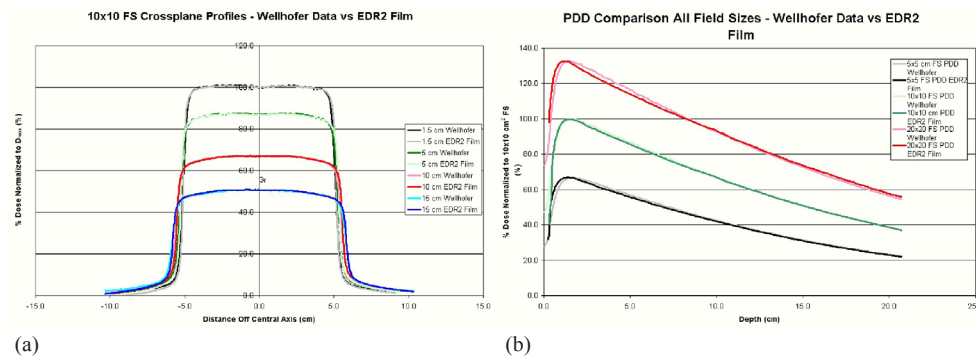 10x10 FS Crossplane Profiles - Wellhofer Data vs EDR2 Film
120.0
100.0
80.0
60.0
40.0
20.0
0.0
% Dose Normalized to Dmax (%)
Gr
1.5 cm Wellhofer
1.5 cm EDR2 Film
5 cm Wellhofer
5 cm EDR2 Film
10 cm Wellhofer
10 cm EDR2 Film
15 cm Wellhofer
15 cm EDR2 Film
-15.0 -10.0 -5.0 0.0 5.0 10.0 15.0
Distance Off Central Axis (cm)
(a)
PDD Comparison All Field Sizes - Wellhofer Data vs EDR2
Film
140.0
120.0
100.0
80.0
60.0
40.0
20.0
0.0
% Dose Normalized to 10x10 cm² FS
(%)
5x5 cm FS PDD
Wellhofer
5x5 FS PDD EDR2
Film
10x10 FS PDD
Wellhofer
10x10 cm PDD
EDR2 Film
20x20 FS PDD
Wellhofer
20x20 FS PDD
EDR2 Film
0.0 5.0 10.0 15.0 20.0 25
Depth (cm)
(b)